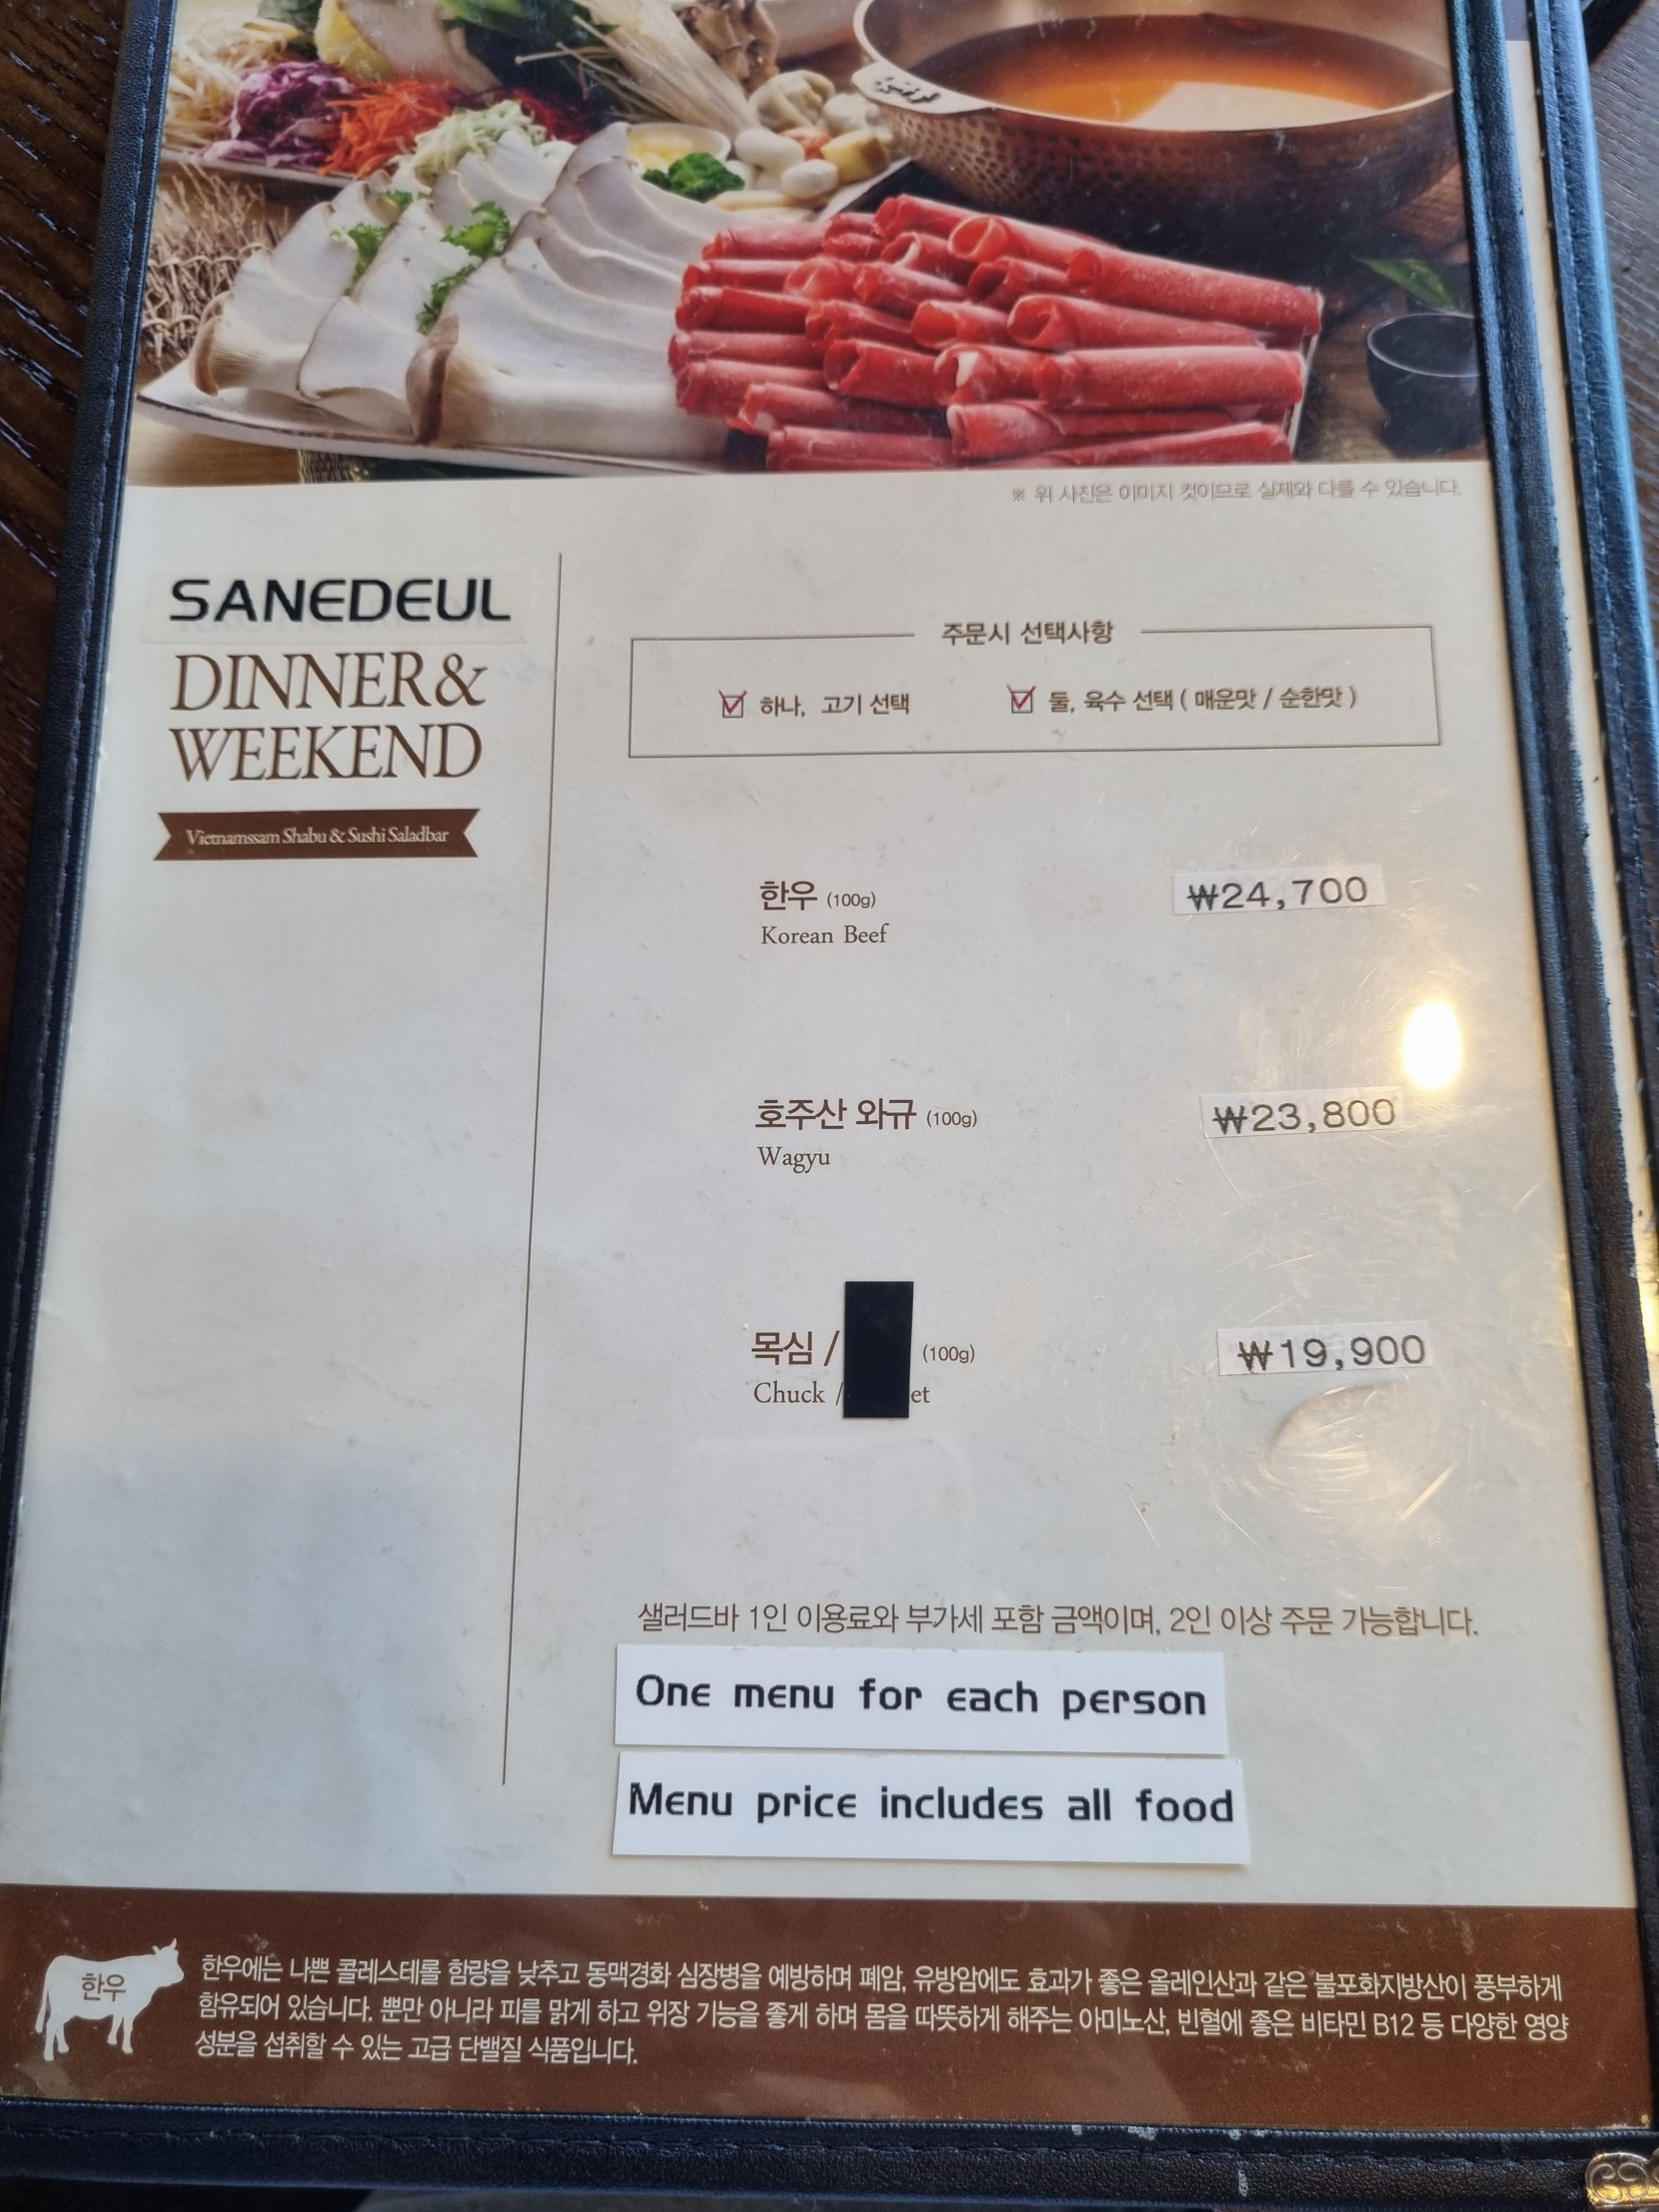 ※ 위 사진은 이미지 컷이므로 실제와 다를 수 있습니다.
SANEDEUL
DINNER&
WEEKEND
Vietnamssam Shabu & Sushi Saladbar
주문시 선택사항
하나, 고기 선택
둘, 육수 선택 ( 매운맛 / 순한맛 )
한우 (100g) ₩24,700
Korean Beef
호주산 와규 (100g) ₩23,800
Wagyu
목심 / (100g) ₩19,900
Chuck / et
샐러드바 1인 이용료와 부가세 포함 금액이며, 2인 이상 주문 가능합니다.
One menu for each person
Menu price includes all food
한우
한우에는 나쁜 콜레스테롤 함량을 낮추고 동맥경화 심장병을 예방하며 폐암, 유방암에도 효과가 좋은 올레인산과 같은 불포화지방산이 풍부하게
함유되어 있습니다. 뿐만 아니라 피를 맑게 하고 위장 기능을 좋게 하며 몸을 따뜻하게 해주는 아미노산, 빈혈에 좋은 비타민 B12 등 다양한 영양
성분을 섭취할 수 있는 고급 단백질 식품입니다.